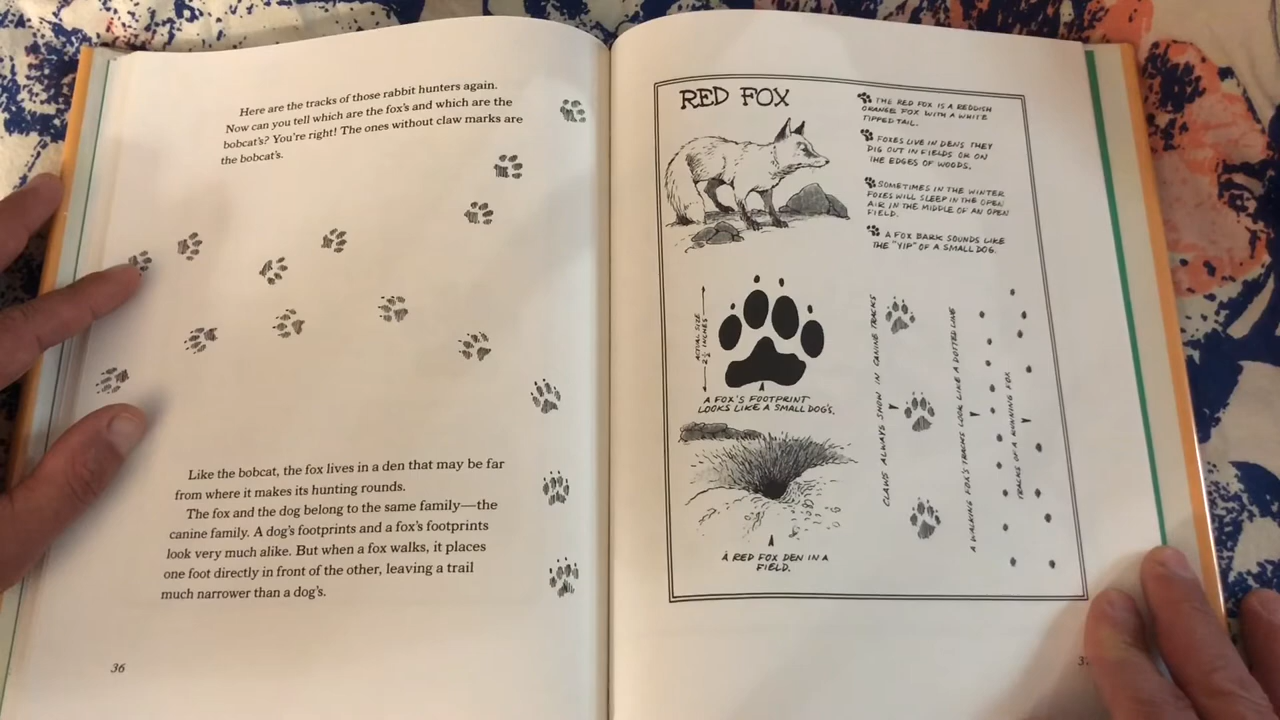 Here are the tracks of those rabbit hunters again.
Now can you tell which are the fox's and which are the
bobcat's? You're right! The ones without claw marks are
the bobcat's.
Like the bobcat, the fox lives in a den that may be far
from where it makes its hunting rounds.
The fox and the dog belong to the same family—the
canine family. A dog's footprints and a fox's footprints
look very much alike. But when a fox walks, it places
one foot directly in front of the other, leaving a trail
much narrower than a dog's.
36
RED FOX
THE RED FOX IS A REDDISH
ORANGE FOX WITH A WHITE
TIPPED TAIL.
FOXES LIVE IN DENS THEY
DIG OUT IN FIELDS OR ON
THE EDGES OF WOODS.
SOMETIMES IN THE WINTER
FOXES WILL SLEEP IN THE OPEN
AIR IN THE MIDDLE OF AN OPEN
FIELD.
A FOX BARK SOUNDS LIKE
THE "YIP" OF A SMALL DOG.
ACTUAL SIZE
2½ INCHES
A FOX'S FOOTPRINT
LOOKS LIKE A SMALL DOG'S.
CLAWS ALWAYS SHOW IN CANINE TRACKS
A WALKING FOX'S TRACKS LOOK LIKE A DOTTED LINE
TRACKS OF A RUNNING FOX
A RED FOX DEN IN A
FIELD.